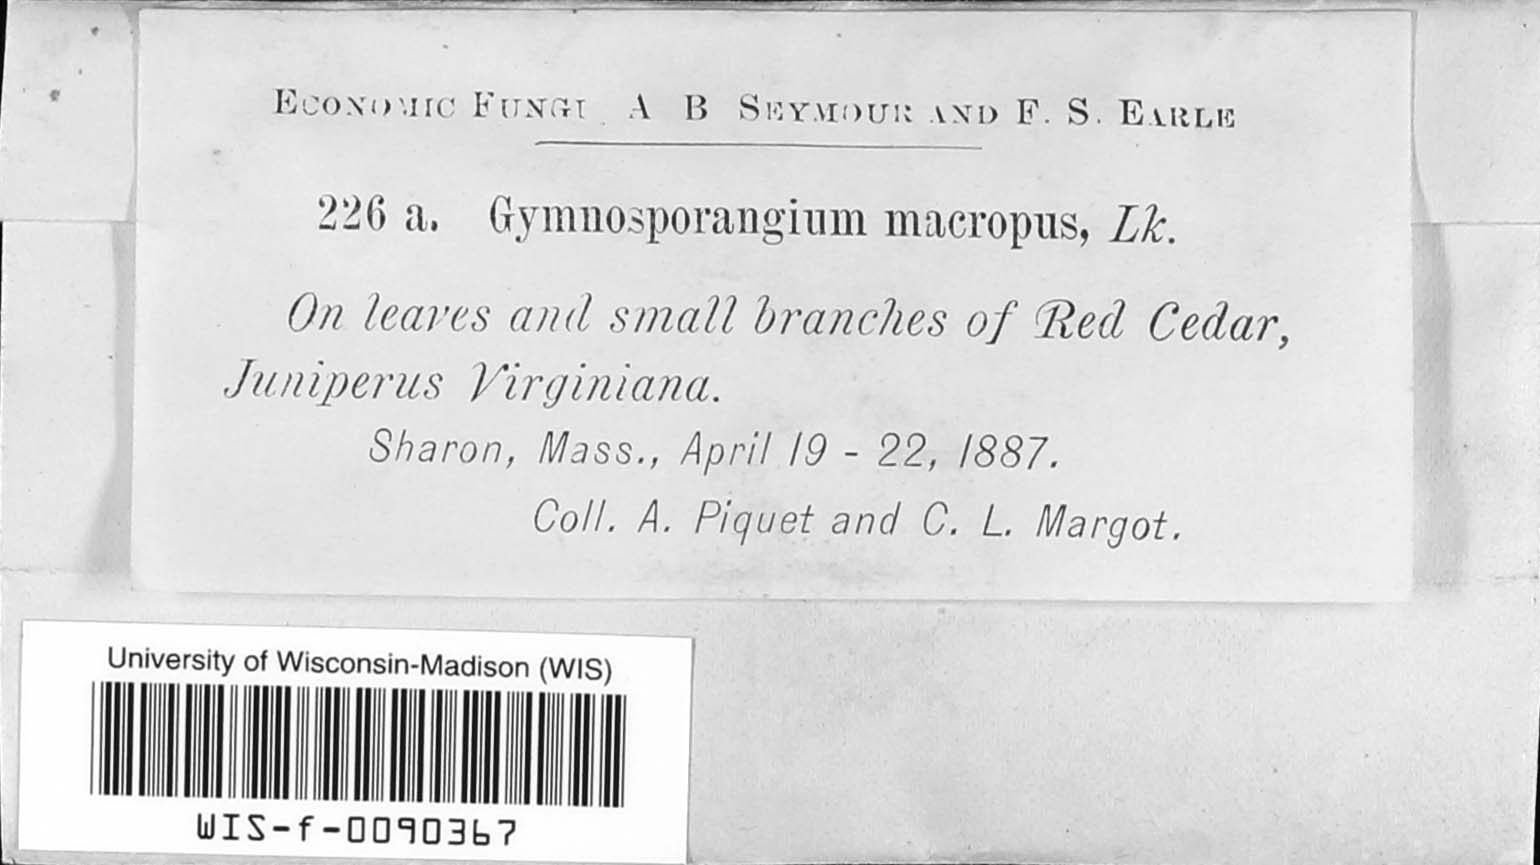 ECONOMIC FUNGI. A B SEYMOUR AND F. S. EARLE
226 a. Gymnosporangium macropus, Lk.
On leaves and small branches of Red Cedar,
Juniperus Virginiana.
Sharon, Mass., April 19 - 22, 1887.
Coll. A. Piquet and C. L. Margot.
University of Wisconsin-Madison (WIS)
WIS-f-0090367